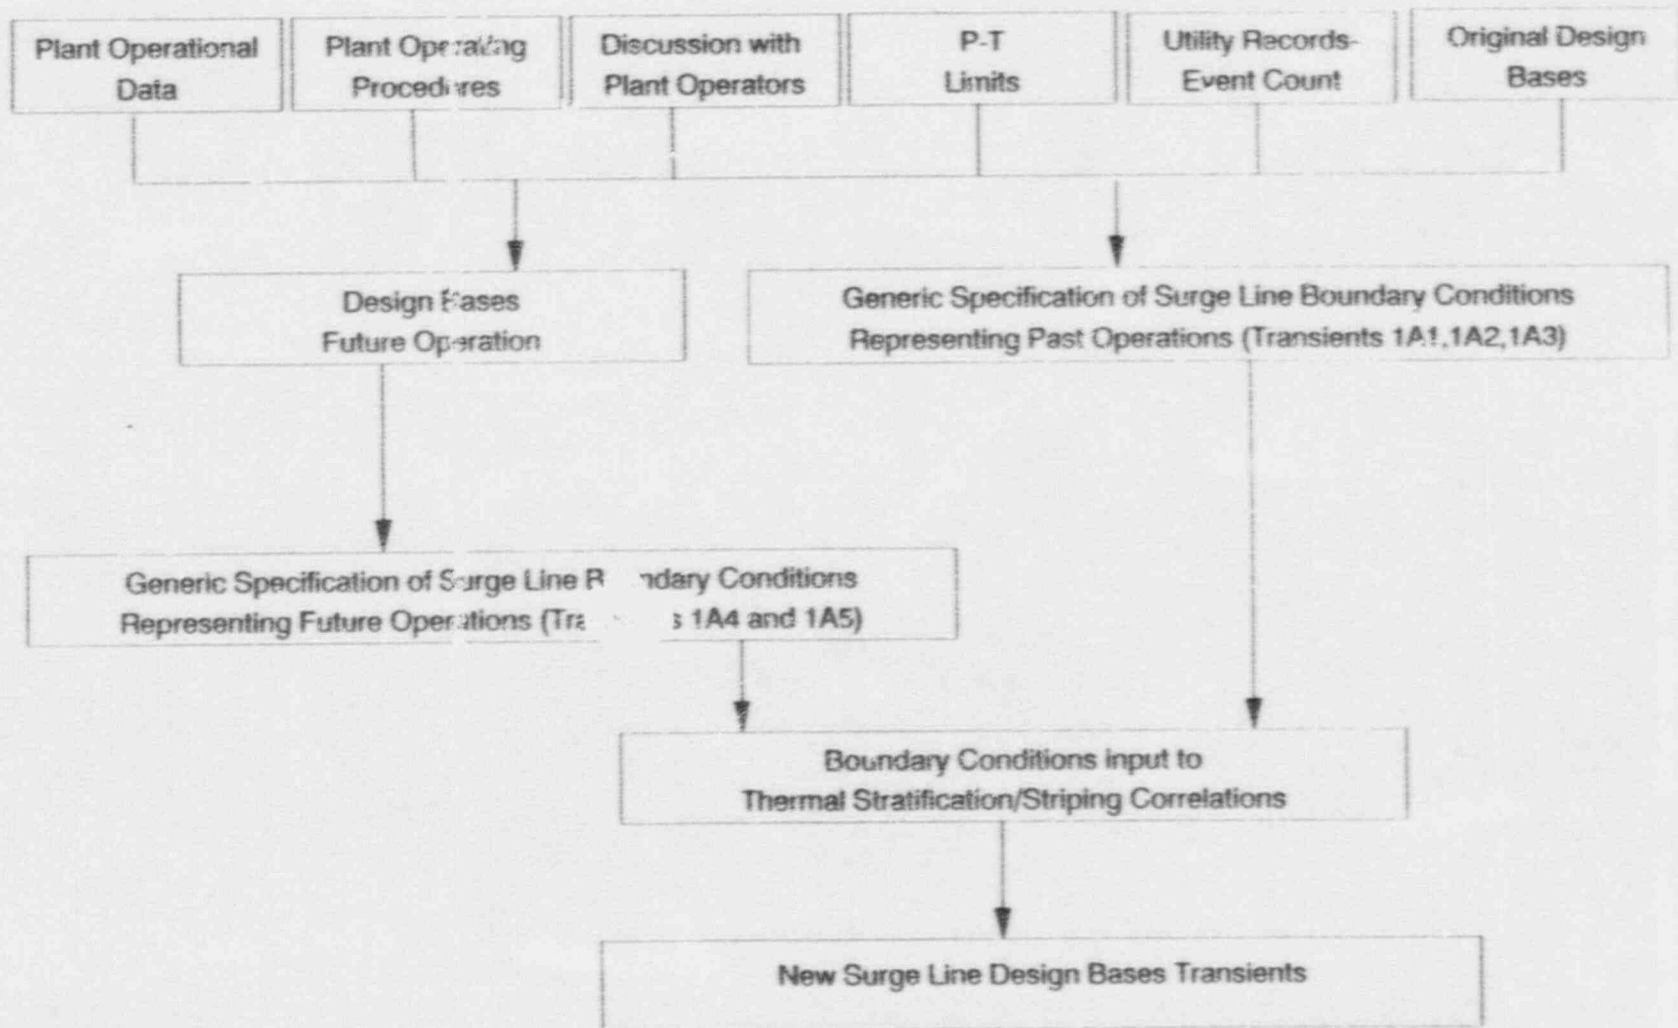 Plant Operational
Data
Plant Operating
Procedures
Discussion with
Plant Operators
P-T
Limits
Utility Records-
Event Count
Original Design
Bases
Design Bases
Future Operation
Generic Specification of Surge Line Boundary Conditions
Representing Past Operations (Transients 1A1,1A2,1A3)
Generic Specification of Surge Line Conditions
Representing Future Operations ( 1A4 and 1A5)
Boundary Conditions input to
Thermal Stratification/Striping Correlations
New Surge Line Design Bases Transients